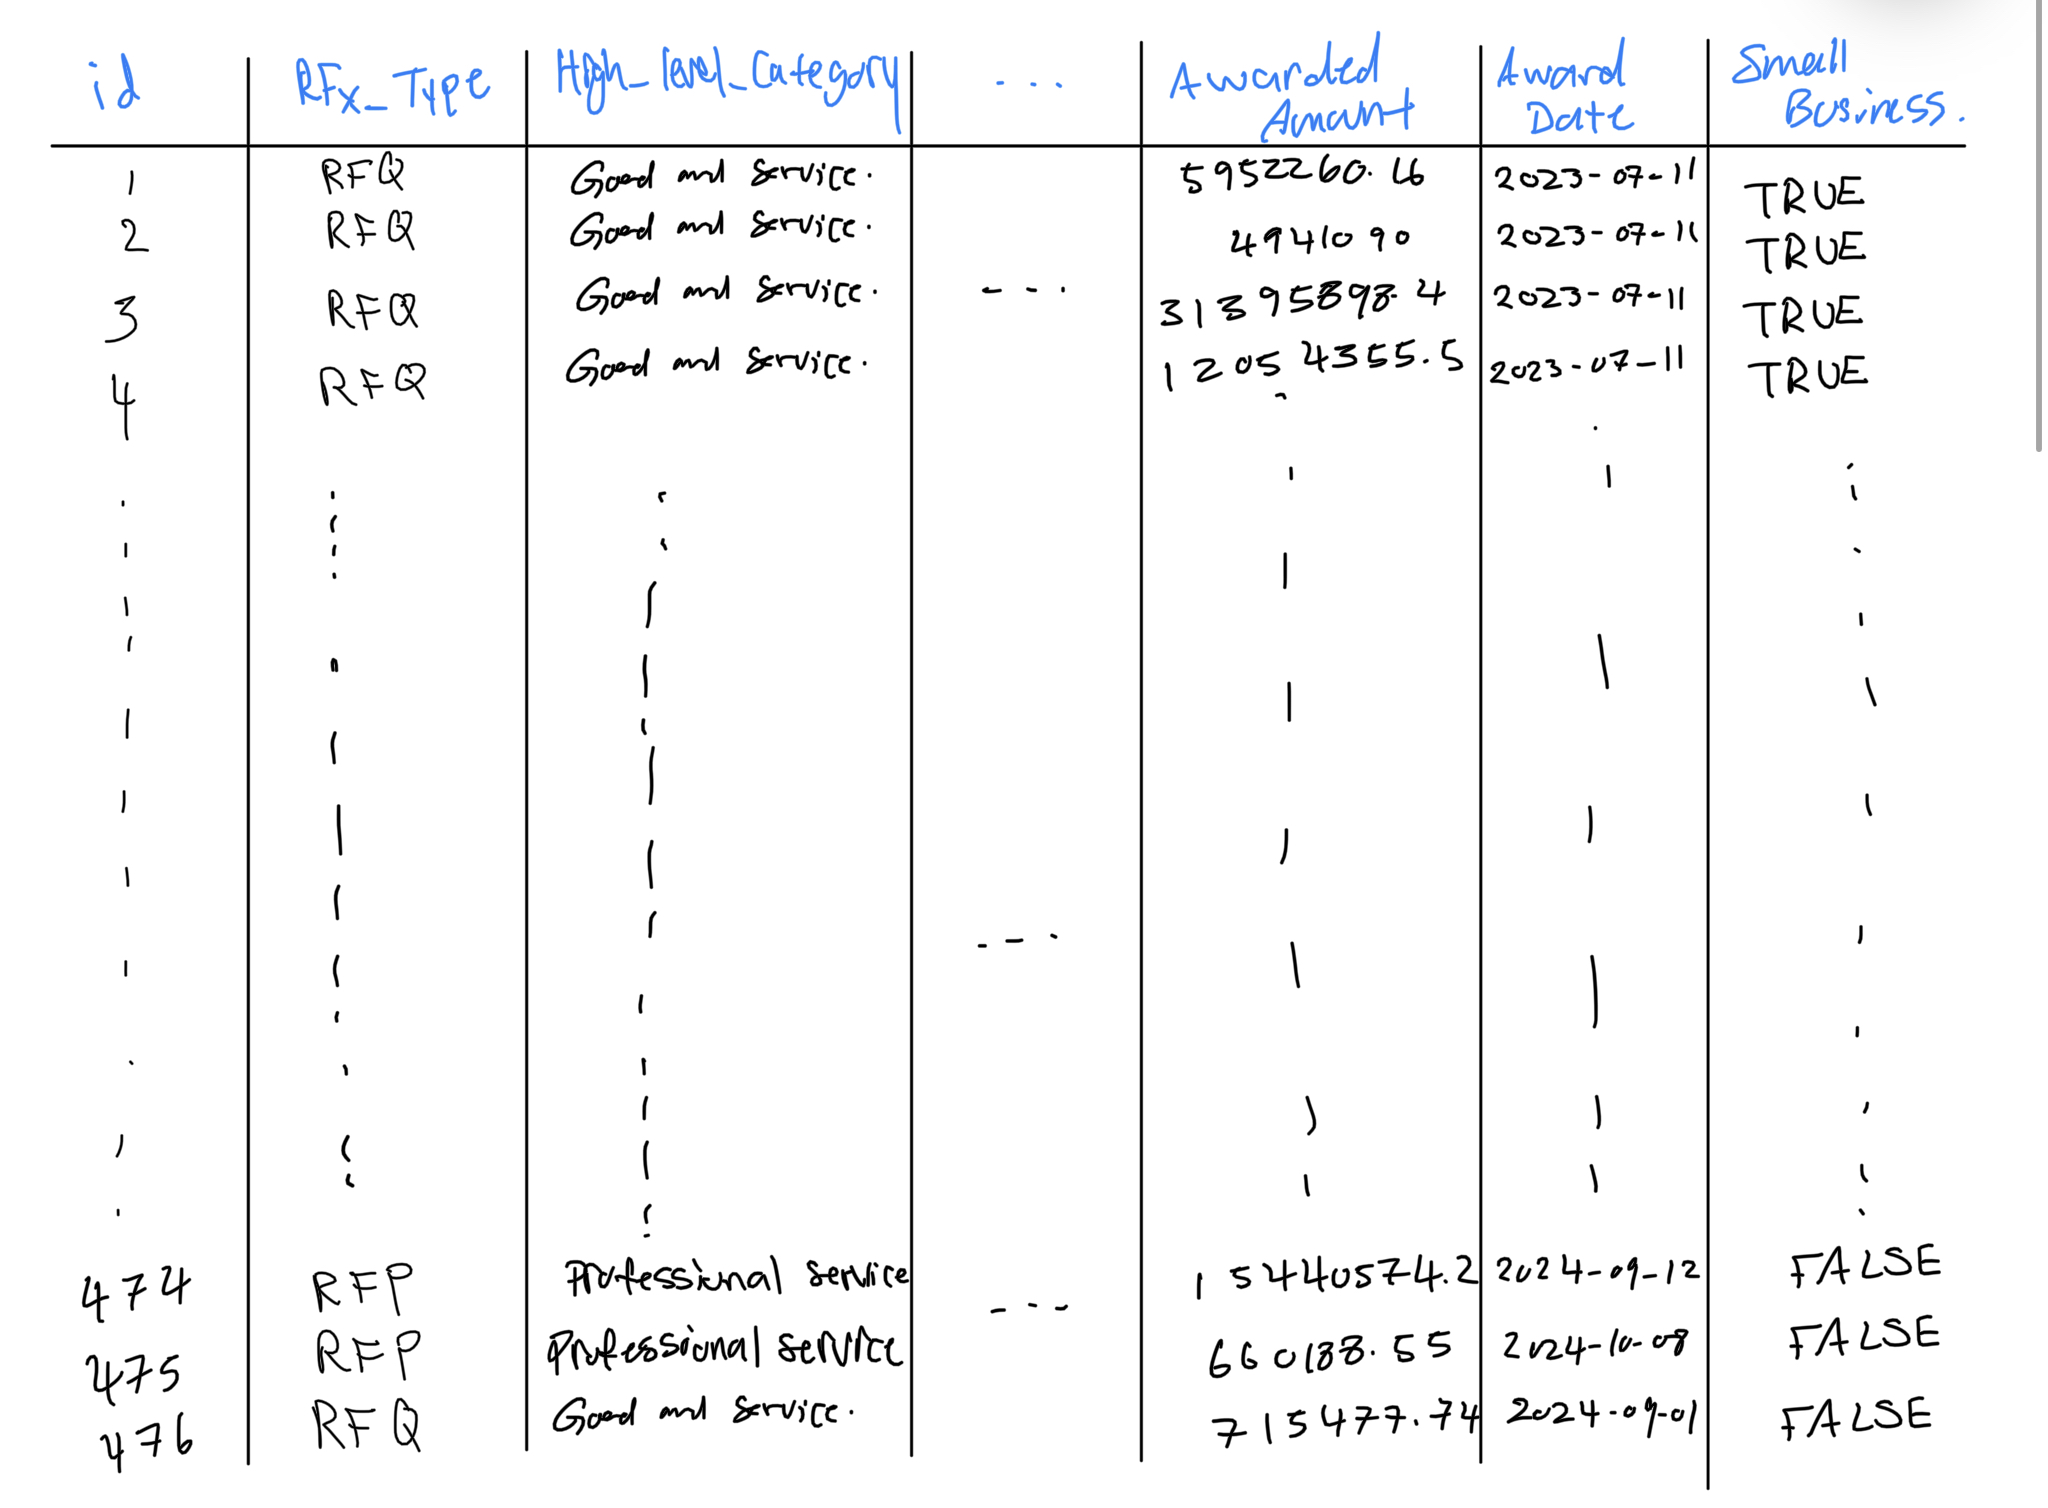 id RFx_Type High_level_Category ... Awarded Amount Award Date Small Business.
1 RFQ Good and Service. 5952260.16 2023-07-11 TRUE
2 RFQ Good and Service. 4941090 2023-07-11 TRUE
3 RFQ Good and Service. --. 31395898.4 2023-07-11 TRUE
4 RFQ Good and Service. 12054355.5 2023-07-11 TRUE
474 RFP Professional service --- 15440574.2 2024-09-12 FALSE
475 RFP Professional service 660188.55 2024-10-08 FALSE
476 RFQ Good and Service. 715477.74 2024-09-01 FALSE